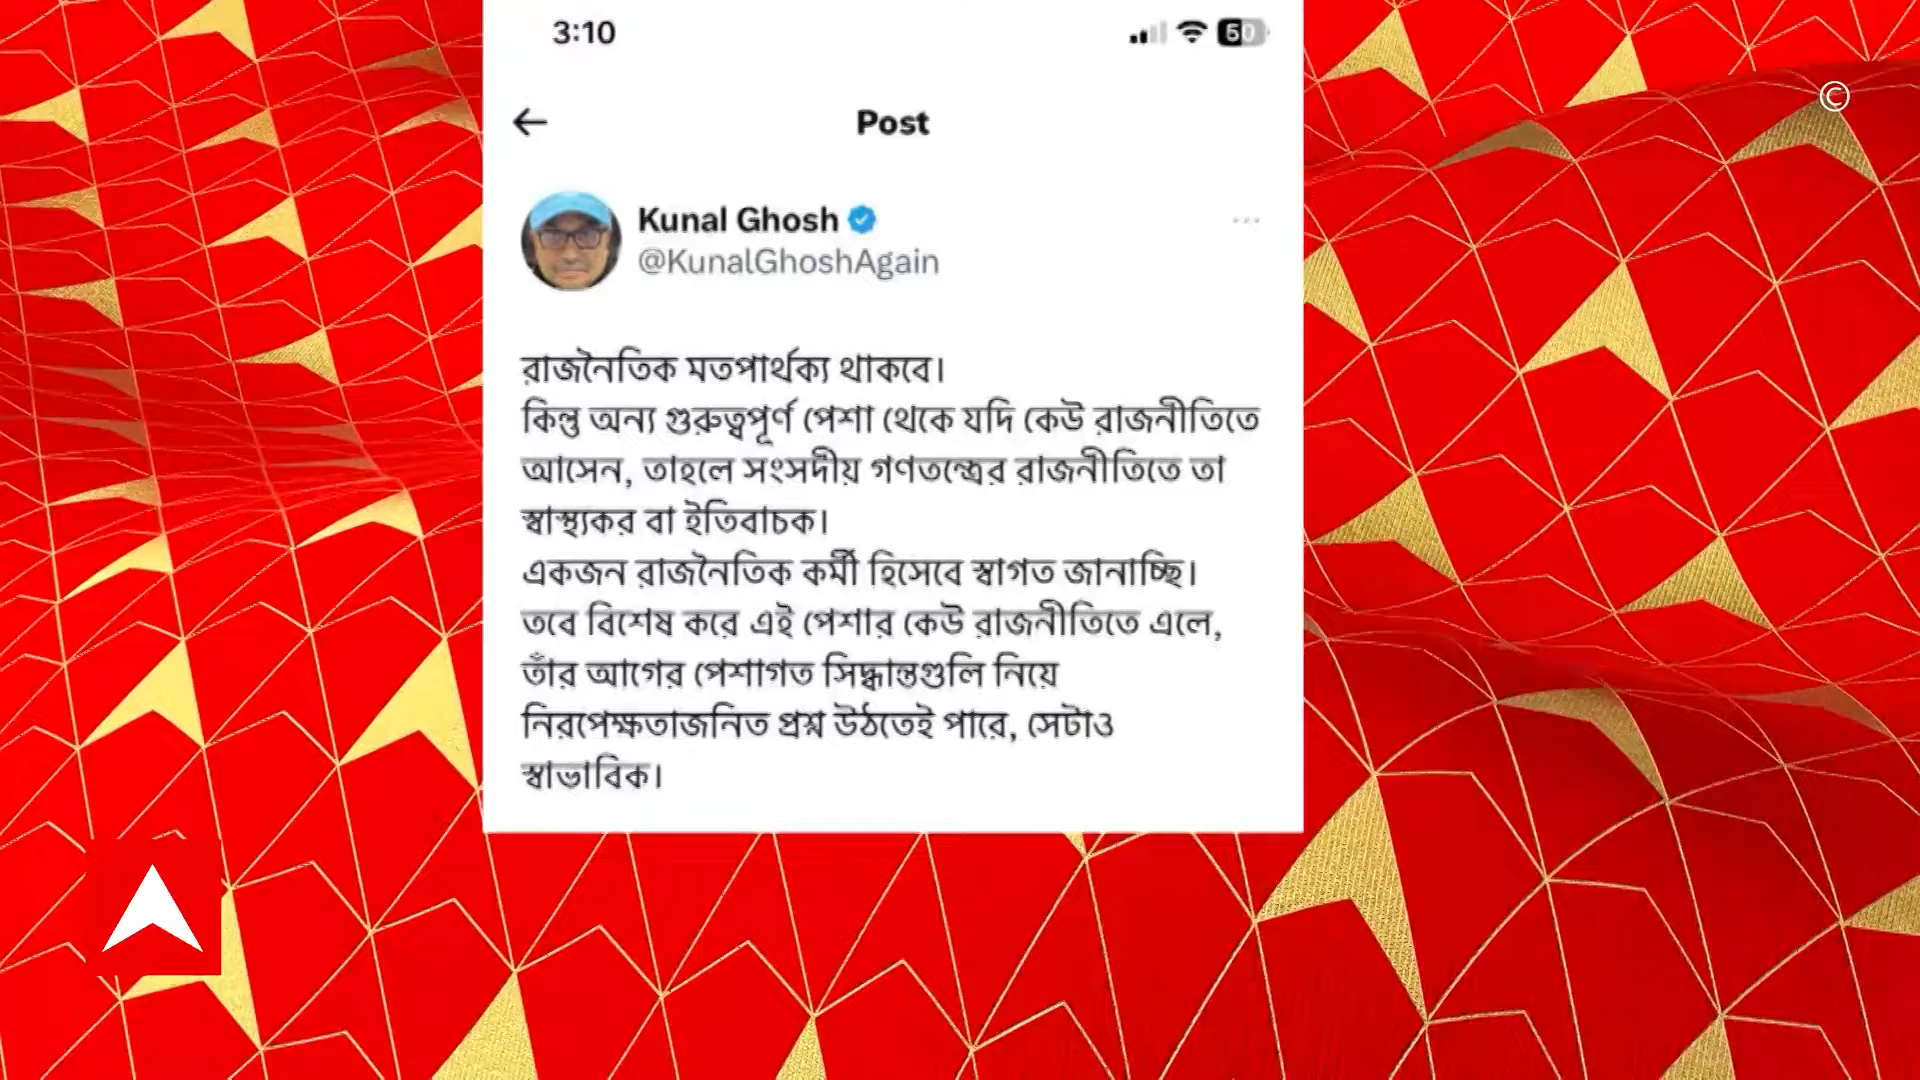 3:10
60
Post
Kunal Ghosh
@KunalGhoshAgain
রাজনৈতিক মতপার্থক্য থাকবে।
কিন্তু অন্য গুরুত্বপূর্ণ পেশা থেকে যদি কেউ রাজনীতিতে
আসেন, তাহলে সংসদীয় গণতন্ত্রের রাজনীতিতে তা
স্বাস্থ্যকর বা ইতিবাচক।
একজন রাজনৈতিক কর্মী হিসেবে স্বাগত জানাচ্ছি।
তবে বিশেষ করে এই পেশার কেউ রাজনীতিতে এলে,
তাঁর আগের পেশাগত সিদ্ধান্তগুলি নিয়ে
নিরপেক্ষতাজনিত প্রশ্ন উঠতেই পারে, সেটাও
স্বাভাবিক।
©